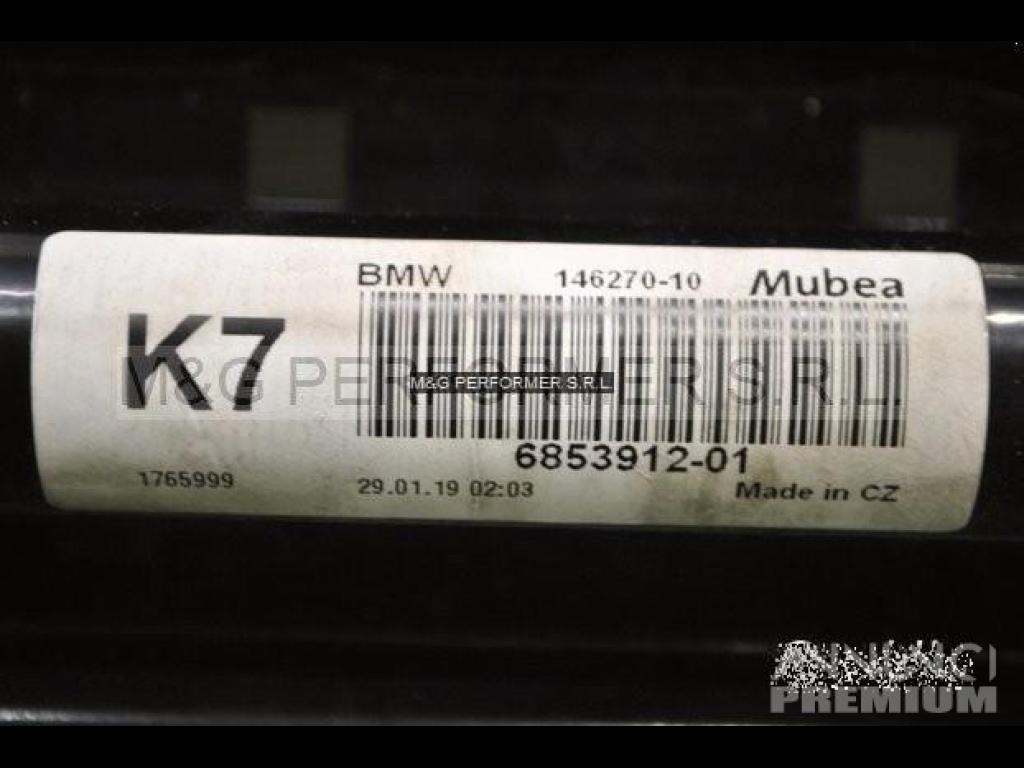 BMW 146270-10 Mubea
K7
M&G PERFORMER S.R.L.
M&G PERFORMER S.R.L.
6853912-01
1765999 29.01.19 02:03 Made in CZ
ANNUNCI
PREMIUM